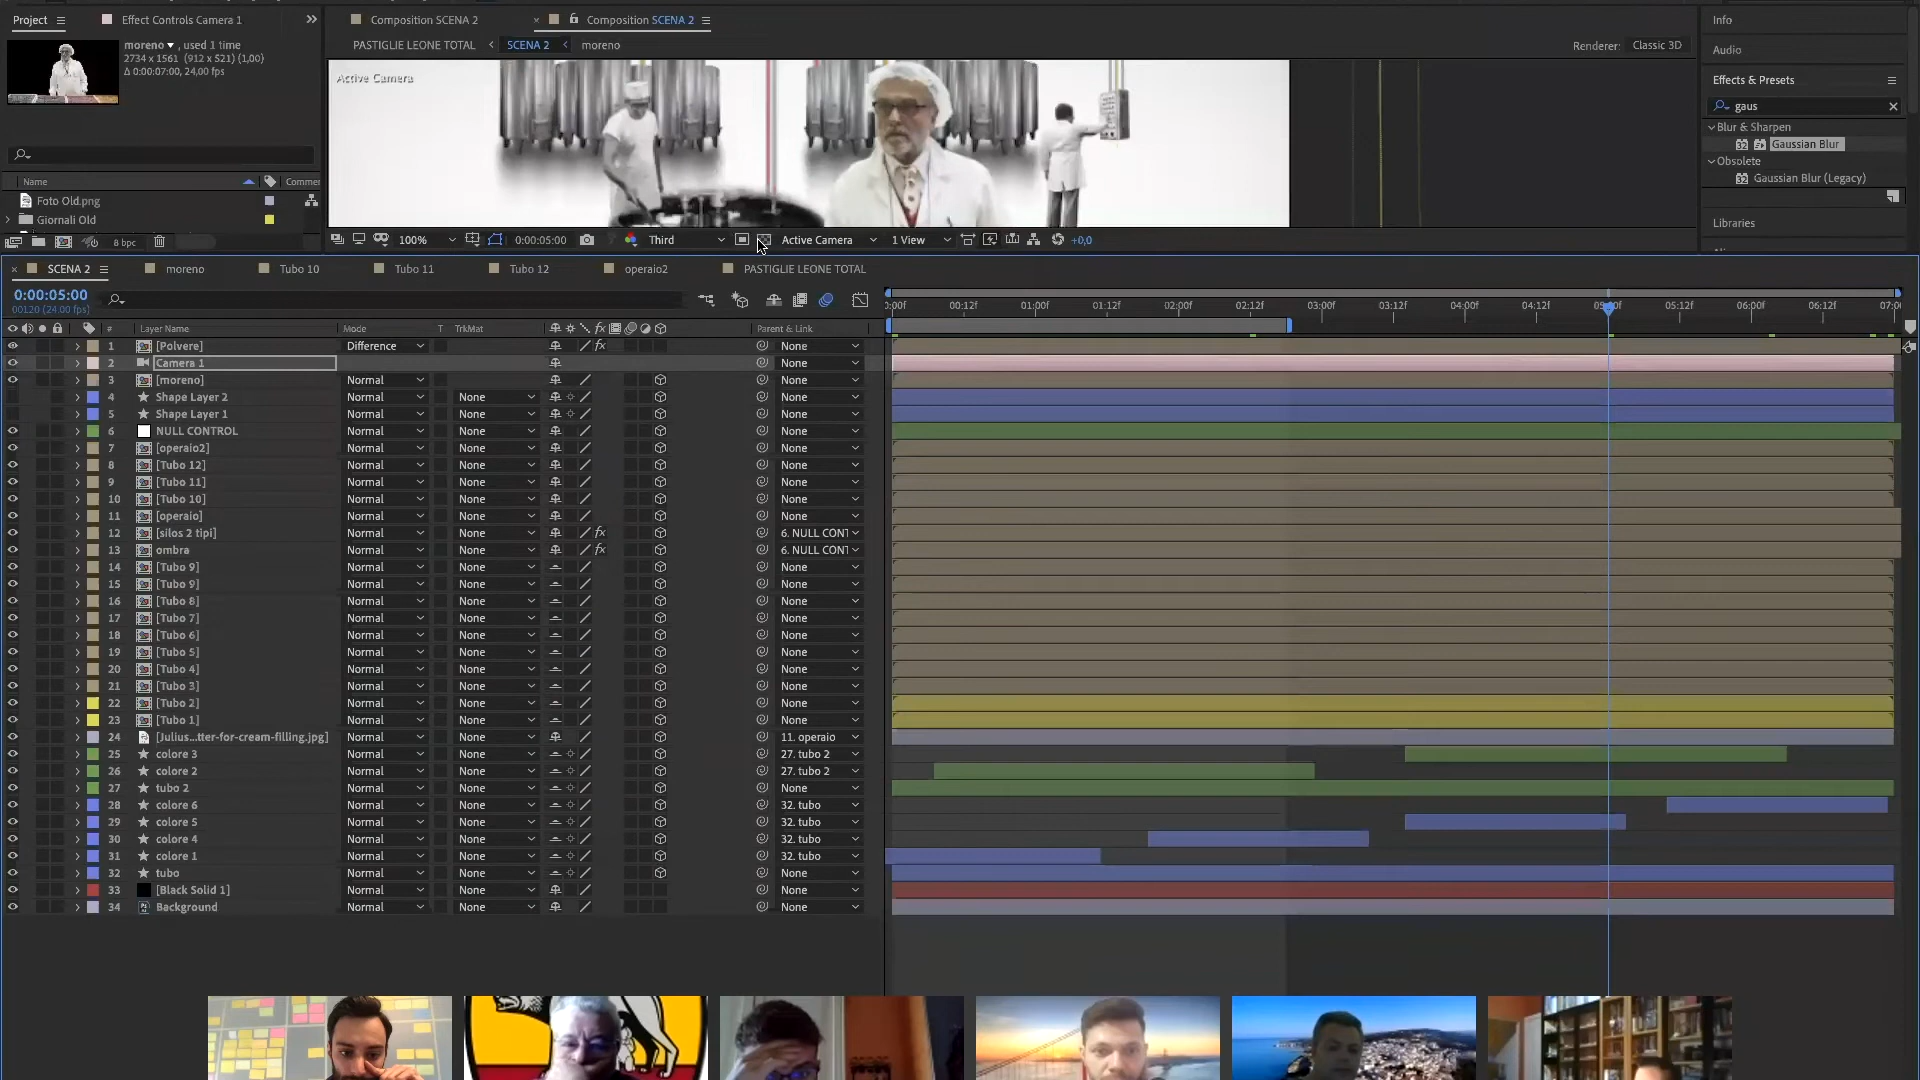 Project
Effect Controls Camera 1
Composition SCENA 2
Composition SCENA 2
Info
PASTIGLIE LEONE TOTAL
SCENA 2
moreno
Renderer:
Classic 3D
moreno , used 1 time
2734 x 1561 (912 x 521) (1,00)
Δ 0:00:07:00, 24,00 fps
Audio
Active Camera
Effects & Presets
gaus
Blur & Sharpen
32 Gaussian Blur
Obsolete
32 Gaussian Blur (Legacy)
Name
Comme
Foto Old.png
Giornali Old
Libraries
8 bpc
100%
0:00:05:00
Third
Active Camera
1 View
+0,0
SCENA 2
moreno
Tubo 10
Tubo 11
Tubo 12
operaio2
PASTIGLIE LEONE TOTAL
0:00:05:00
00120 (24.00 fps)
00:12f 01:00f 01:12f 02:00f 02:12f 03:00f 03:12f 04:00f 04:12f 05:12f 06:00f 06:12f
# Layer Name Mode T TrkMat fx Parent & Link
1 [Polvere] Difference fx None
2 Camera 1 None
3 [moreno] Normal None
4 Shape Layer 2 Normal None None
5 Shape Layer 1 Normal None None
6 NULL CONTROL Normal None None
7 [operaio2] Normal None None
8 [Tubo 12] Normal None None
9 [Tubo 11] Normal None None
10 [Tubo 10] Normal None None
11 [operaio] Normal None None
12 [silos 2 tipi] Normal None fx 6. NULL CONT
13 ombra Normal None fx 6. NULL CONT
14 [Tubo 9] Normal None None
15 [Tubo 9] Normal None None
16 [Tubo 8] Normal None None
17 [Tubo 7] Normal None None
18 [Tubo 6] Normal None None
19 [Tubo 5] Normal None None
20 [Tubo 4] Normal None None
21 [Tubo 3] Normal None None
22 [Tubo 2] Normal None None
23 [Tubo 1] Normal None None
24 [Julius...tter-for-cream-filling.jpg] Normal None 11. operaio
25 colore 3 Normal None 27. tubo 2
26 colore 2 Normal None 27. tubo 2
27 tubo 2 Normal None None
28 colore 6 Normal None 32. tubo
29 colore 5 Normal None 32. tubo
30 colore 4 Normal None 32. tubo
31 colore 1 Normal None 32. tubo
32 tubo Normal None None
33 [Black Solid 1] Normal None None
34 Background Normal None None